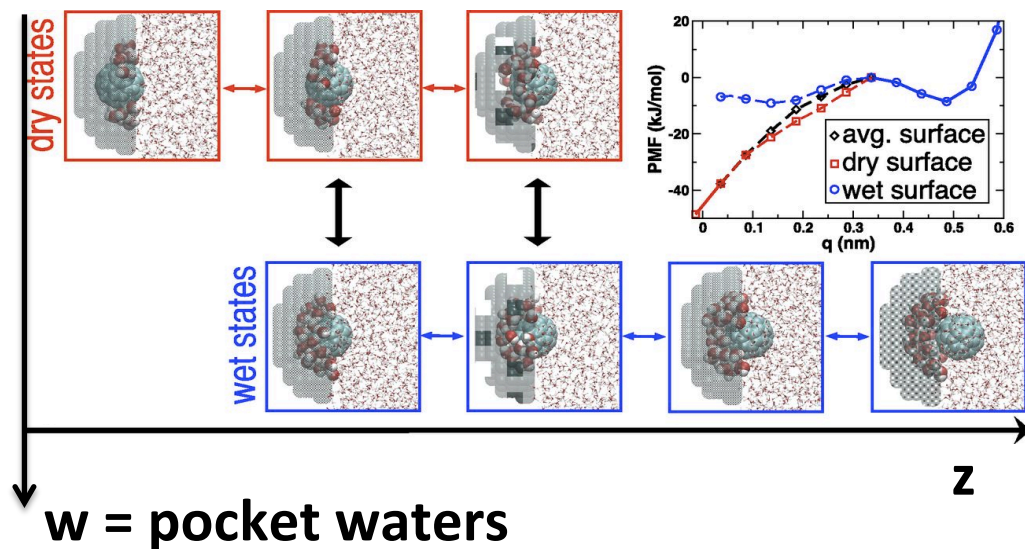 dry states
20
0
-20
-40
PMF (kJ/mol)
avg. surface
dry surface
wet surface
0 0.1 0.2 0.3 0.4 0.5 0.6
q (nm)
wet states
z
w = pocket waters